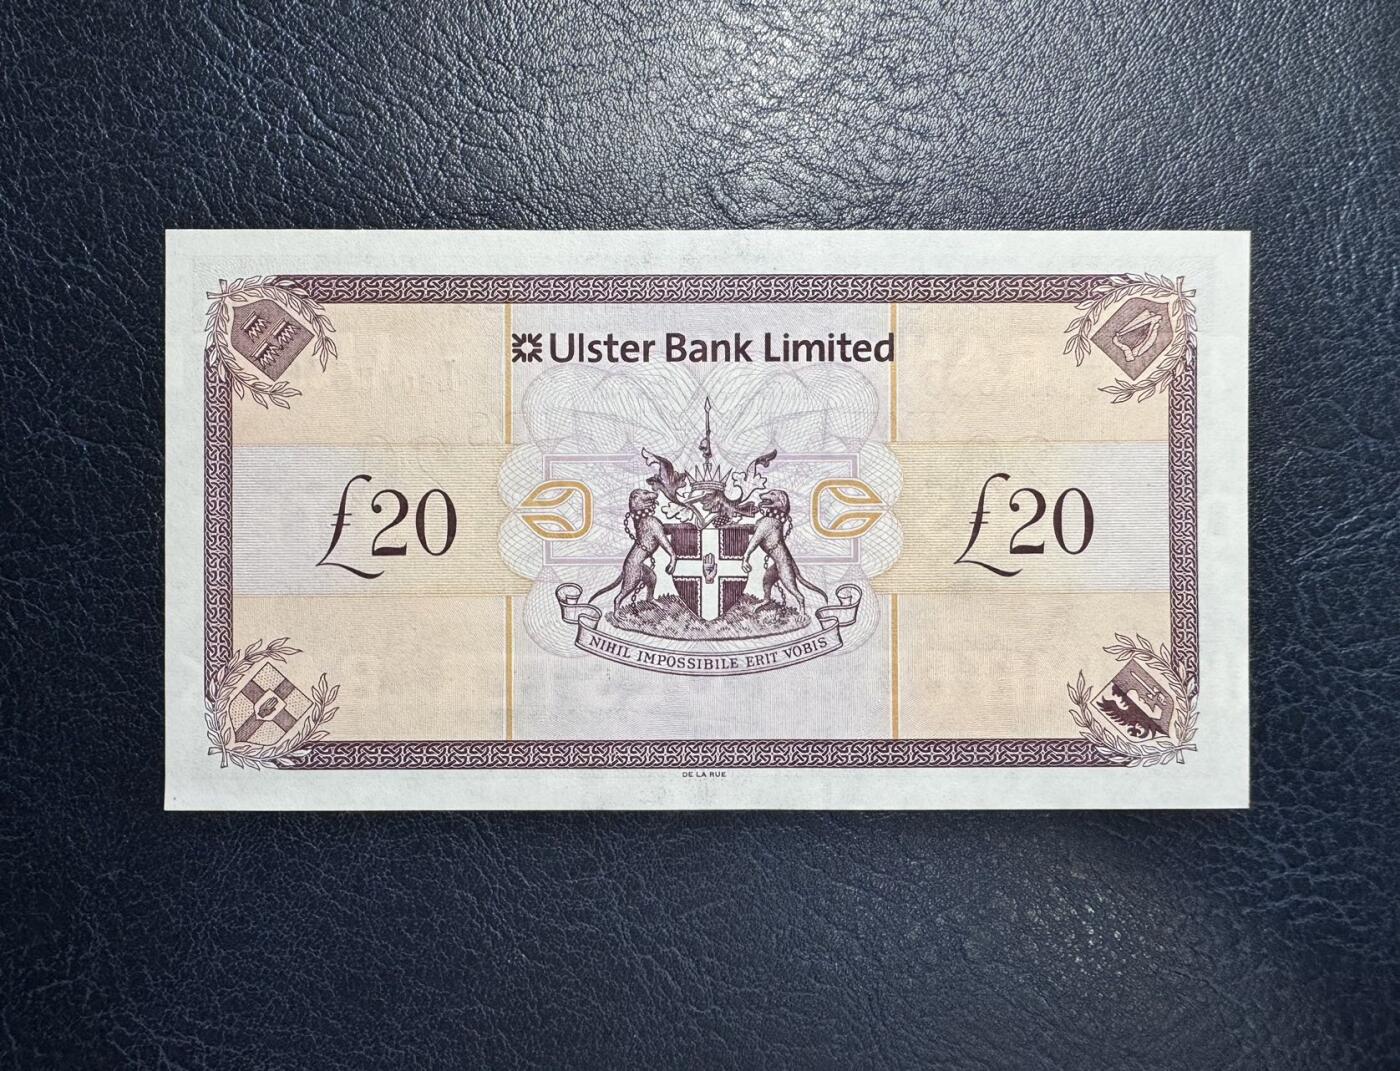 Ulster Bank Limited
£20
£20
NIHIL IMPOSSIBILE ERIT VOBIS
DE LA RUE